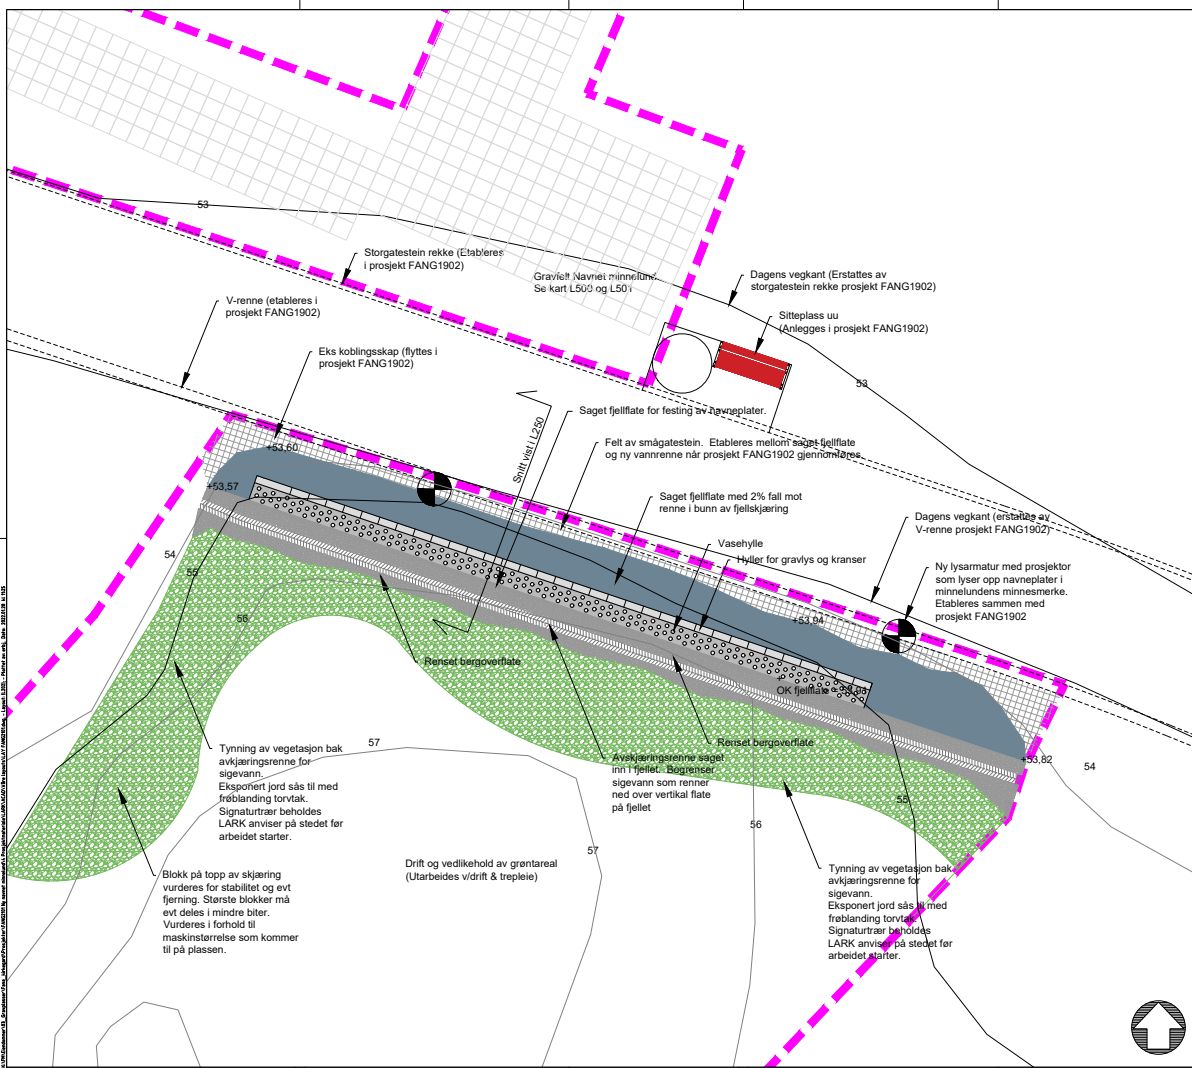 53
Storgatestein rekke (Etableres
i prosjekt FANG1902)
Gravlelt Navnet minnelund.
Se kart L500 og L501
Dagens vegkant (Erstattes av
storgatestein rekke prosjekt FANG1902)
V-renne (etableres i
prosjekt FANG1902)
Sitteplass uu
(Anlegges i prosjekt FANG1902)
Eks koblingsskap (flyttes i
prosjekt FANG1902)
53
Saget fjellflate for festing av navneplater.
Snitt vist i L250
+53,60
Felt av smågatestein.  Etableres mellom saget fjellflate
og ny vannrenne når prosjekt FANG1902 gjennomføres.
+53,57
Saget fjellflate med 2% fall mot
renne i bunn av fjellskjæring
Dagens vegkant (erstattes av
V-renne prosjekt FANG1902)
Vasehylle
Hyller for gravlys og kranser
54
55
56
Ny lysarmatur med prosjektor
som lyser opp navneplater i
minnelundens minnesmerke.
Etableres sammen med
prosjekt FANG1902
+53,94
Renset bergoverflate
OK fjellflate
Renset bergoverflate
57
Tynning av vegetasjon bak
avkjæringsrenne for
sigevann.
Eksponert jord sås til med
frøblanding torvtak.
Signaturtrær beholdes
LARK anviser på stedet før
arbeidet starter.
Avskjæringsrenne saget
inn i fjellet.  Begrenser
sigevann som renner
ned over vertikal flate
på fjellet
+53,82
54
55
56
57
Drift og vedlikehold av grøntareal
(Utarbeides v/drift & trepleie)
Blokk på topp av skjæring
vurderes for stabilitet og evt
fjerning. Største blokker må
evt deles i mindre biter.
Vurderes i forhold til
maskinstørrelse som kommer
til på plassen.
Tynning av vegetasjon bak
avkjæringsrenne for
sigevann.
Eksponert jord sås til med
frøblanding torvtak.
Signaturtrær beholdes
LARK anviser på stedet før
arbeidet starter.